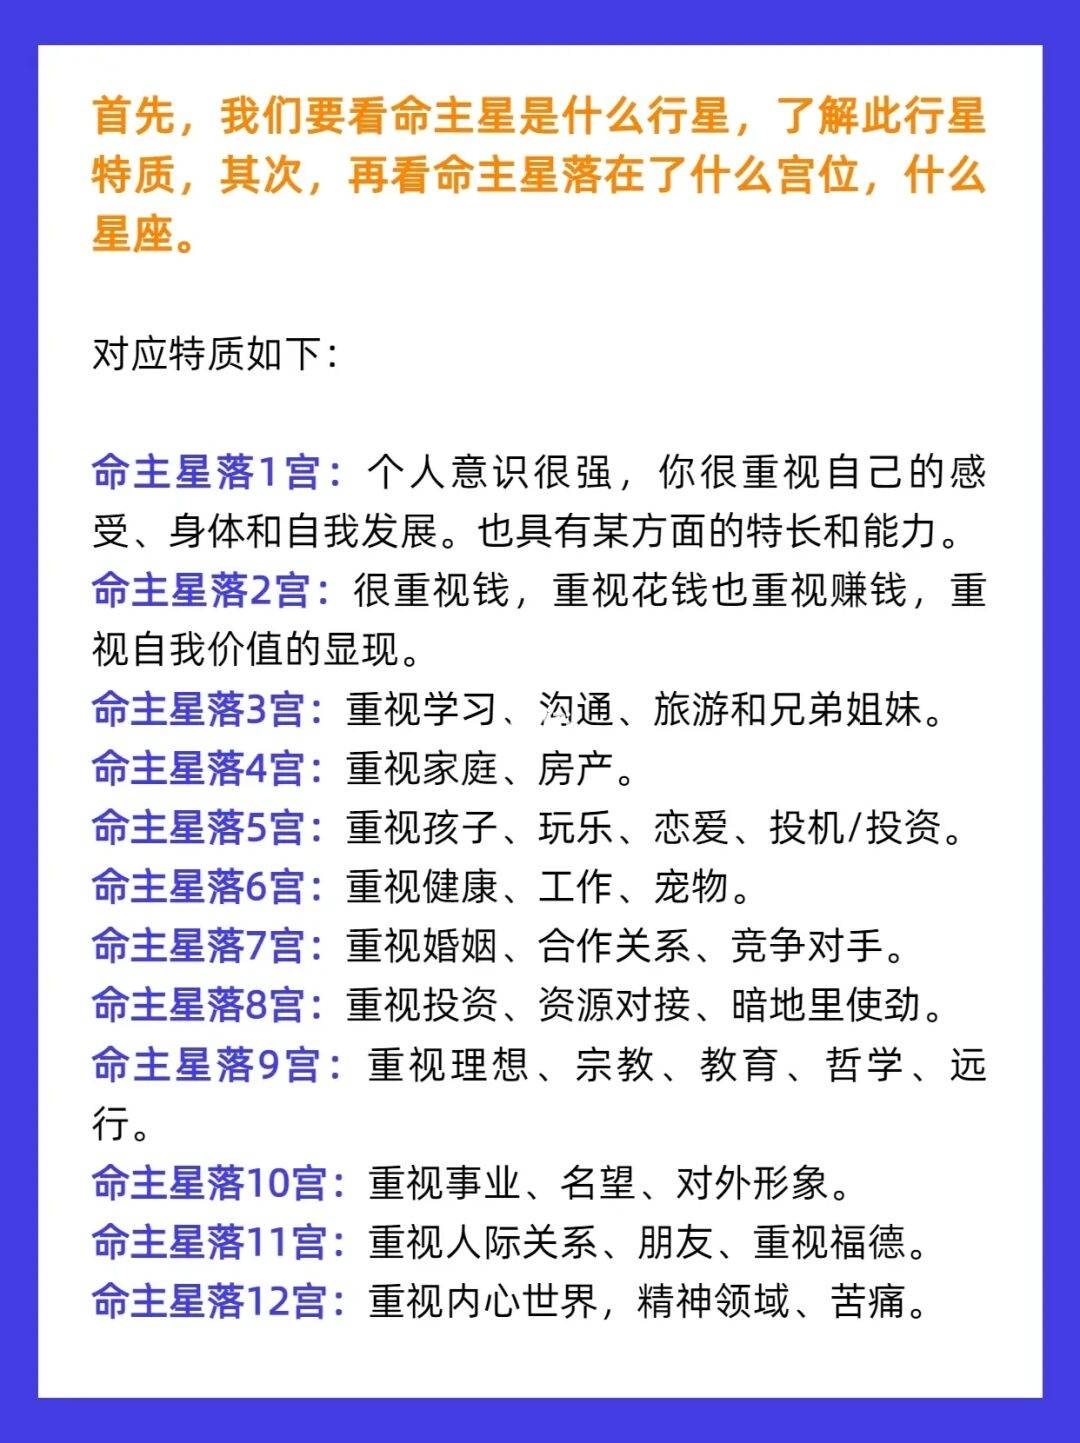 首先，我们要看命主星是什么行星，了解此行星
特质，其次，再看命主星落在了什么宫位，什么
星座。
对应特质如下：
命主星落1宫：个人意识很强，你很重视自己的感
受、身体和自我发展。也具有某方面的特长和能力。
命主星落2宫：很重视钱，重视花钱也重视赚钱，重
视自我价值的显现。
命主星落3宫：重视学习、沟通、旅游和兄弟姐妹。
命主星落4宫：重视家庭、房产。
命主星落5宫：重视孩子、玩乐、恋爱、投机/投资。
命主星落6宫：重视健康、工作、宠物。
命主星落7宫：重视婚姻、合作关系、竞争对手。
命主星落8宫：重视投资、资源对接、暗地里使劲。
命主星落9宫：重视理想、宗教、教育、哲学、远
行。
命主星落10宫：重视事业、名望、对外形象。
命主星落11宫：重视人际关系、朋友、重视福德。
命主星落12宫：重视内心世界，精神领域、苦痛。